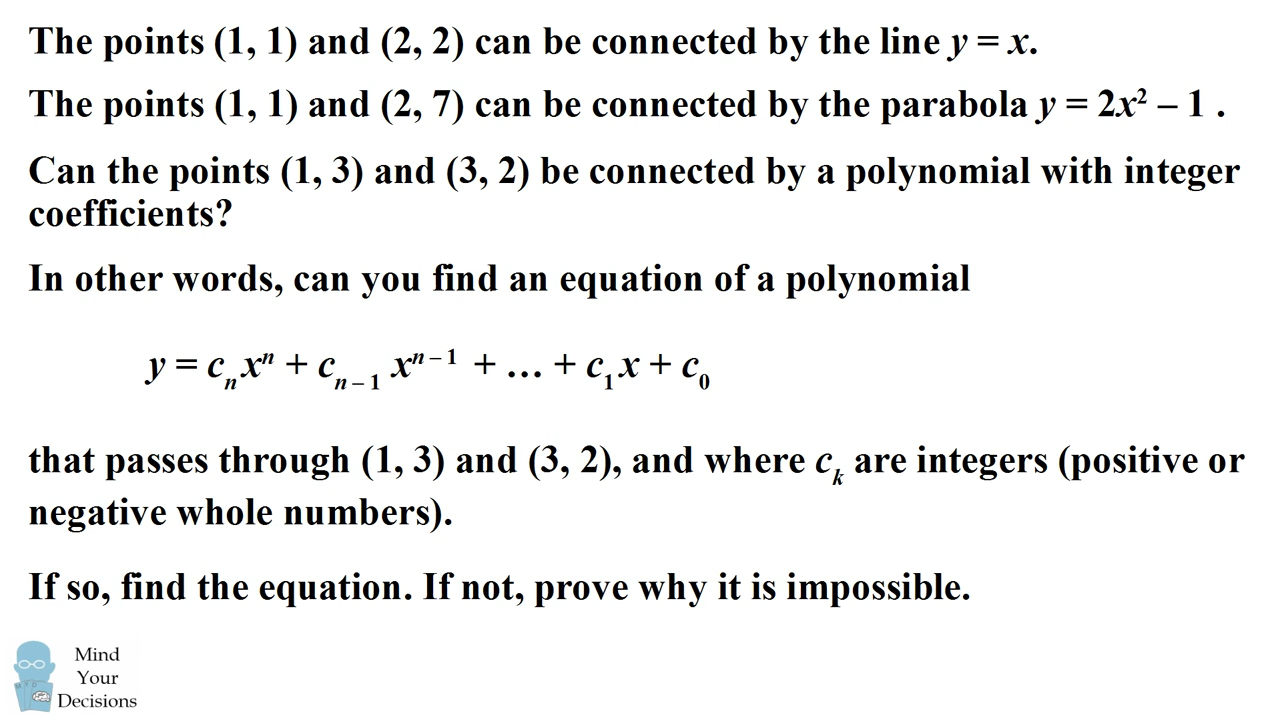 The points (1, 1) and (2, 2) can be connected by the line y = x.
The points (1, 1) and (2, 7) can be connected by the parabola y = 2x² – 1 .
Can the points (1, 3) and (3, 2) be connected by a polynomial with integer
coefficients?
In other words, can you find an equation of a polynomial
y = cₙxⁿ + cₙ₋₁ xⁿ⁻¹ + … + c₁x + c₀
that passes through (1, 3) and (3, 2), and where cₖ are integers (positive or
negative whole numbers).
If so, find the equation. If not, prove why it is impossible.
Mind
Your
Decisions